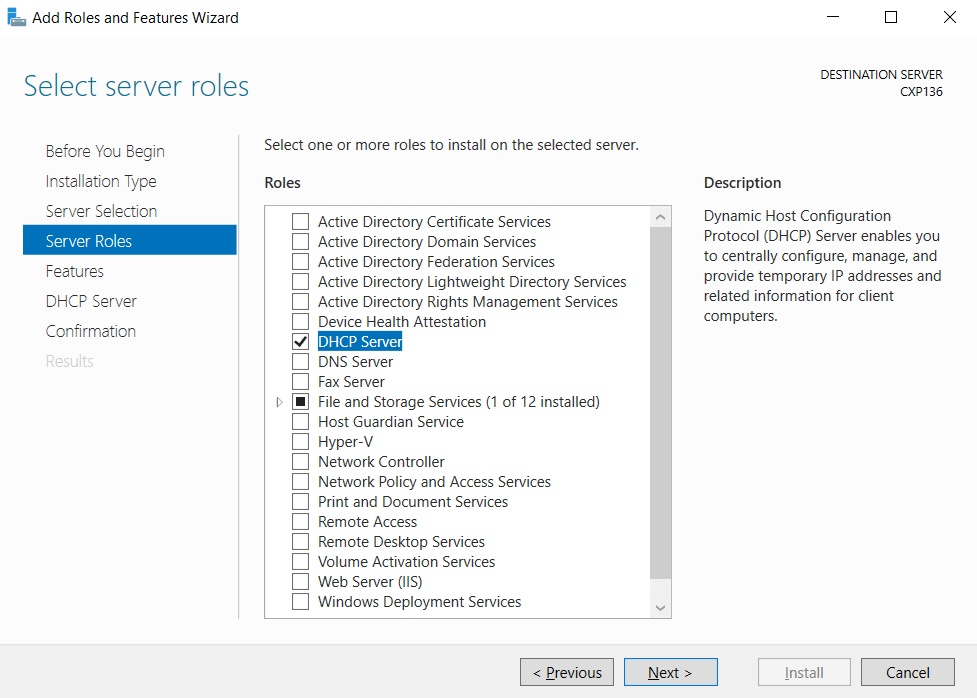 Add Roles and Features Wizard
Select server roles
DESTINATION SERVER
CXP136
Before You Begin
Installation Type
Server Selection
Server Roles
Features
DHCP Server
Confirmation
Results
Select one or more roles to install on the selected server.
Roles
Active Directory Certificate Services
Active Directory Domain Services
Active Directory Federation Services
Active Directory Lightweight Directory Services
Active Directory Rights Management Services
Device Health Attestation
DHCP Server
DNS Server
Fax Server
File and Storage Services (1 of 12 installed)
Host Guardian Service
Hyper-V
Network Controller
Network Policy and Access Services
Print and Document Services
Remote Access
Remote Desktop Services
Volume Activation Services
Web Server (IIS)
Windows Deployment Services
Description
Dynamic Host Configuration
Protocol (DHCP) Server enables you
to centrally configure, manage, and
provide temporary IP addresses and
related information for client
computers.
< Previous
Next >
Install
Cancel